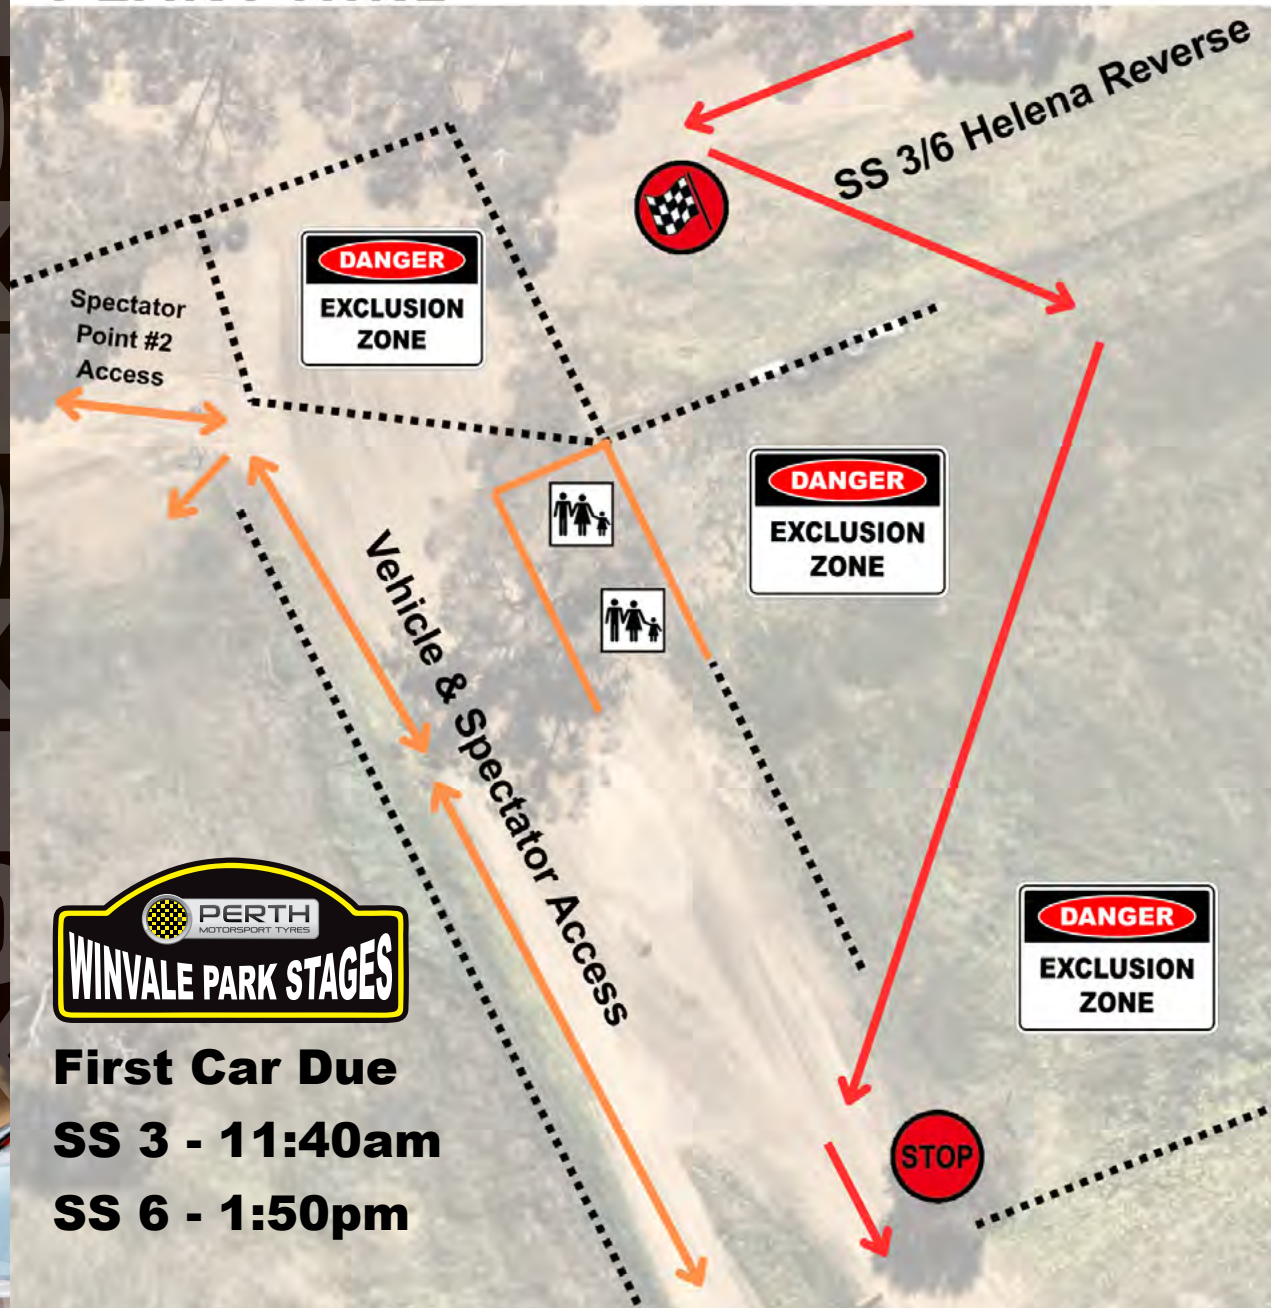 SS 3/6 Helena Reverse
DANGER
EXCLUSION
ZONE
Spectator
Point #2
Access
DANGER
EXCLUSION
ZONE
Vehicle & Spectator Access
DANGER
EXCLUSION
ZONE
PERTH
MOTORSPORT TYRES
WINVALE PARK STAGES
First Car Due
SS 3 - 11:40am
SS 6 - 1:50pm
STOP